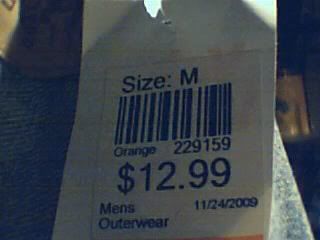 Size: M
Orange 229159
$12.99
Mens 11/24/2009
Outerwear